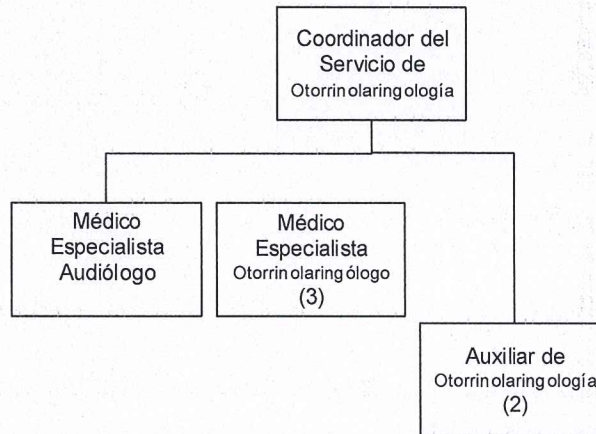 Coordinador del
Servicio de
Otorrinolaringología
Médico
Especialista
Audiólogo
Médico
Especialista
Otorrinolaringólogo
(3)
Auxiliar de
Otorrinolaringología
(2)